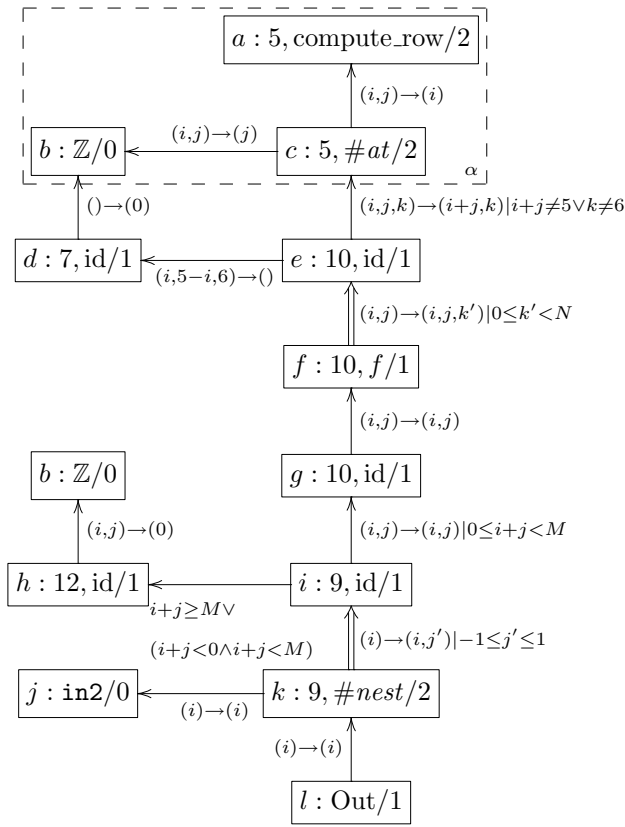 a : 5, compute_row/2
(i,j)→(i)
(i,j)→(j)
b : ℤ/0
c : 5, #at/2
α
()→(0)
(i,j,k)→(i+j,k)|i+j≠5∨k≠6
d : 7, id/1
e : 10, id/1
(i,5−i,6)→()
(i,j)→(i,j,k′)|0≤k′<N
f : 10, f/1
(i,j)→(i,j)
b : ℤ/0
g : 10, id/1
(i,j)→(0)
(i,j)→(i,j)|0≤i+j<M
h : 12, id/1
i : 9, id/1
i+j≥M∨
(i+j<0∧i+j<M)
(i)→(i,j′)|−1≤j′≤1
j : in2/0
k : 9, #nest/2
(i)→(i)
(i)→(i)
l : Out/1